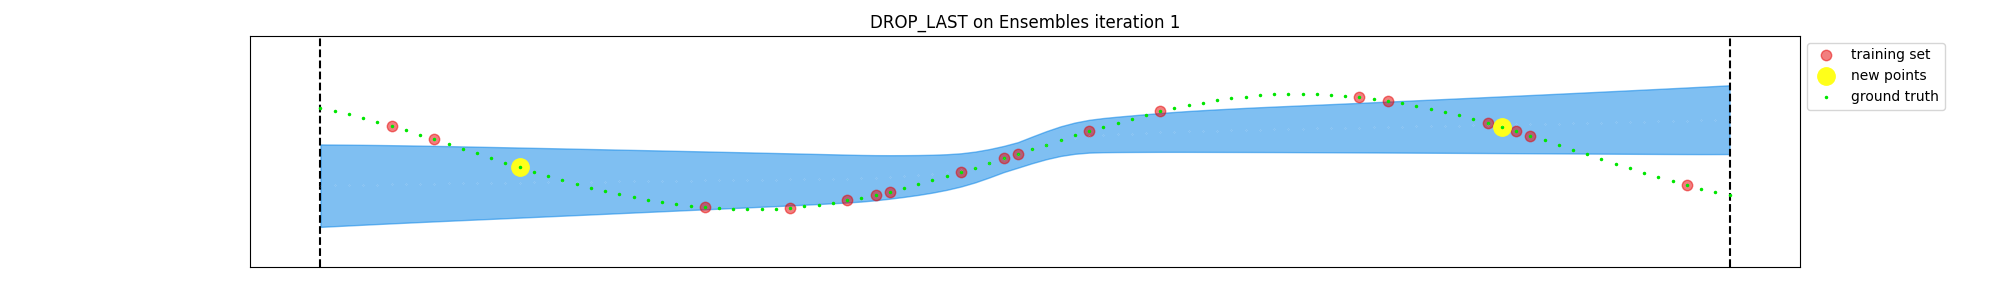 DROP_LAST on Ensembles iteration 1
training set
new points
ground truth